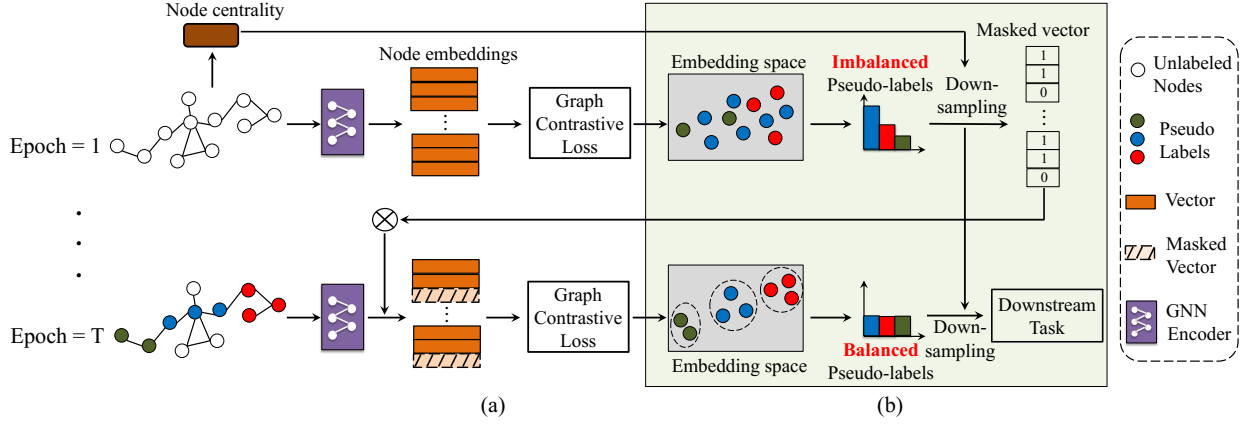 Node centrality
Node embeddings
Epoch = 1
Graph
Contrastive
Loss
Embedding space
Imbalanced
Pseudo-labels
Down-
sampling
Masked vector
1
1
0
1
1
0
Unlabeled
Nodes
Pseudo
Labels
Vector
Masked
Vector
GNN
Encoder
Epoch = T
Graph
Contrastive
Loss
Embedding space
Balanced
Pseudo-labels
Down-
sampling
Downstream
Task
(a)
(b)